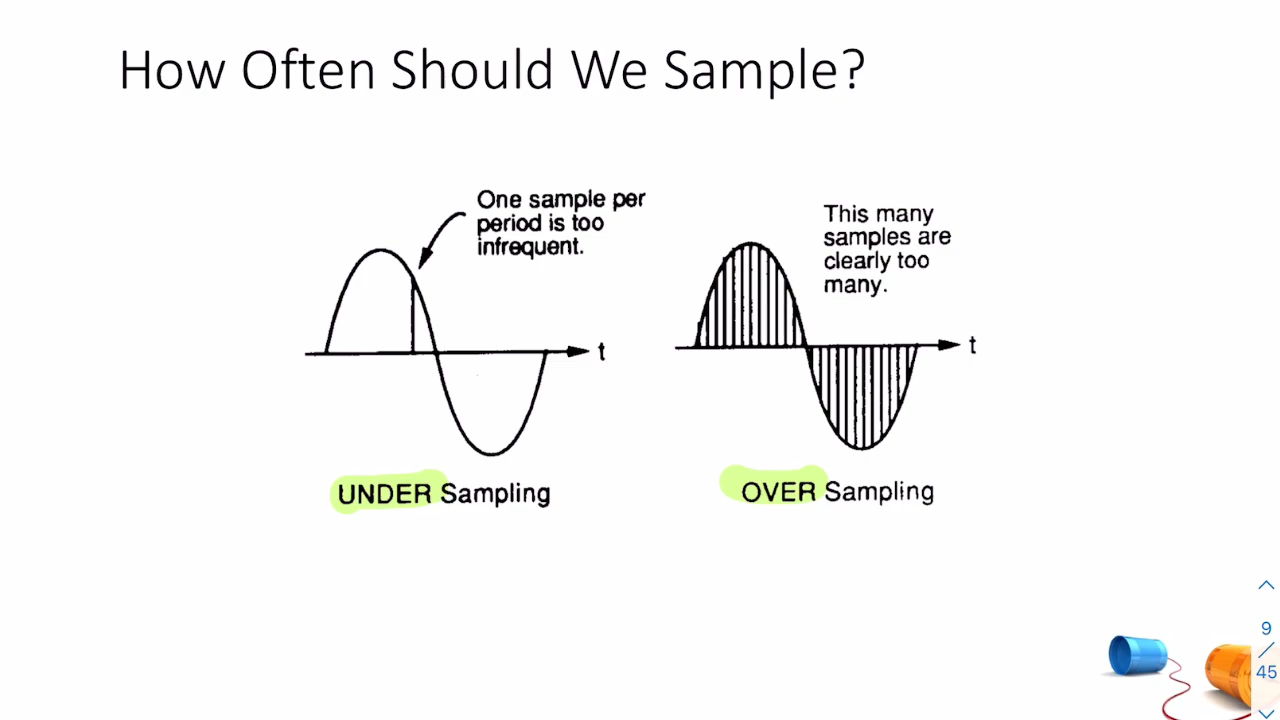 How Often Should We Sample?
One sample per
period is too
infrequent.
t
UNDER Sampling
This many
samples are
clearly too
many.
t
OVER Sampling
9
/
45